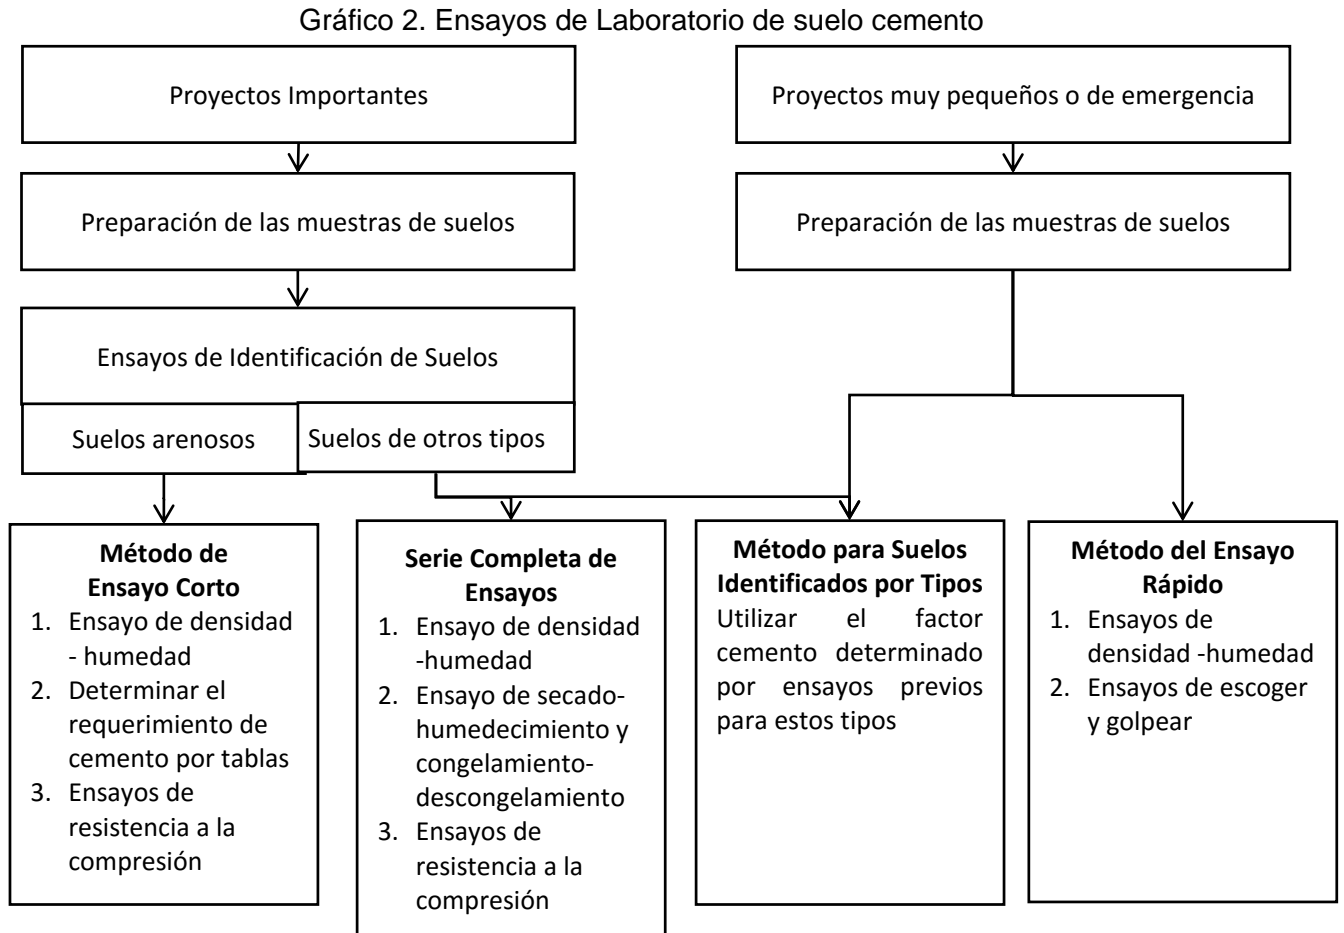 Gráfico 2. Ensayos de Laboratorio de suelo cemento
Proyectos Importantes
Proyectos muy pequeños o de emergencia
Preparación de las muestras de suelos
Preparación de las muestras de suelos
Ensayos de Identificación de Suelos
Suelos arenosos
Suelos de otros tipos
Método de
Ensayo Corto
1. Ensayo de densidad
- humedad
2. Determinar el
requerimiento de
cemento por tablas
3. Ensayos de
resistencia a la
compresión
Serie Completa de
Ensayos
1. Ensayo de densidad
-humedad
2. Ensayo de secado-
humedecimiento y
congelamiento-
descongelamiento
3. Ensayos de
resistencia a la
compresión
Método para Suelos
Identificados por Tipos
Utilizar el factor
cemento determinado
por ensayos previos
para estos tipos
Método del Ensayo
Rápido
1. Ensayos de
densidad -humedad
2. Ensayos de escoger
y golpear